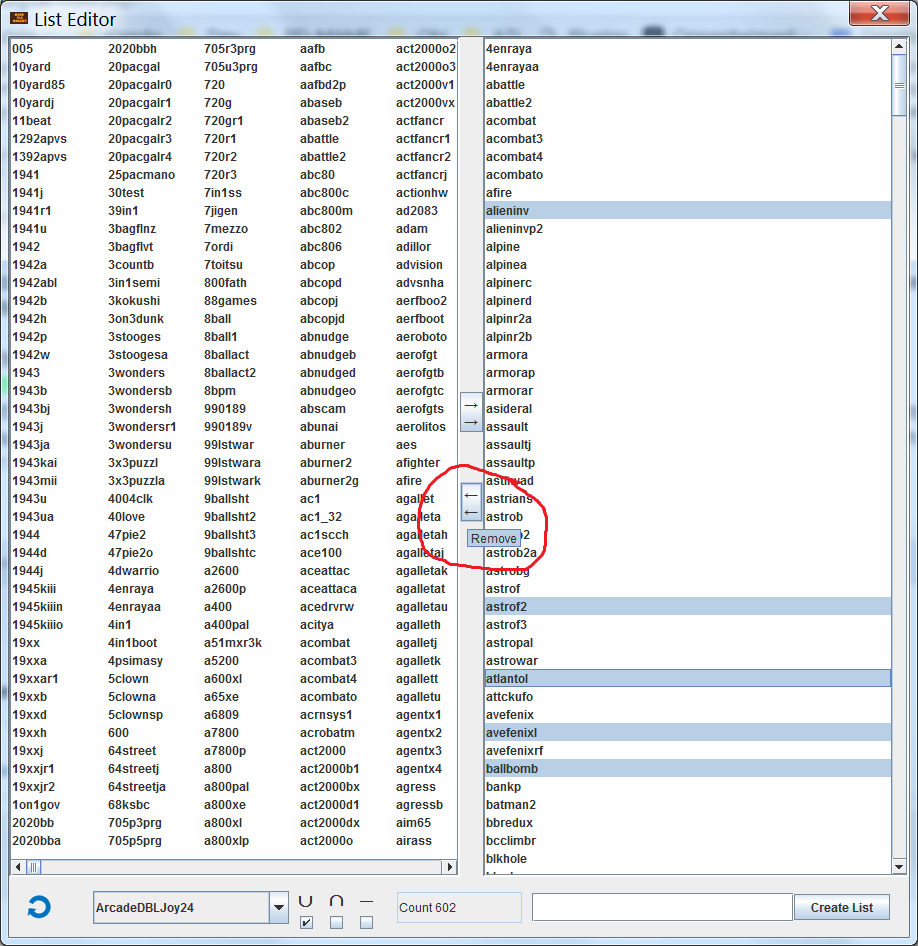 List Editor
005
10yard
10yard85
10yardj
11beat
1292apvs
1392apvs
1941
1941j
1941r1
1941u
1942
1942a
1942abl
1942b
1942h
1942p
1942w
1943
1943b
1943bj
1943j
1943ja
1943kai
1943mii
1943u
1943ua
1944
1944d
1944j
1945kiii
1945kiiin
1945kiiio
19xx
19xxa
19xxar1
19xxb
19xxd
19xxh
19xxj
19xxjr1
19xxjr2
1on1gov
2020bb
2020bba
2020bbh
20pacgal
20pacgalr0
20pacgalr1
20pacgalr2
20pacgalr3
20pacgalr4
25pacmano
30test
39in1
3bagflnz
3bagflvt
3countb
3in1semi
3kokushi
3on3dunk
3stooges
3stoogesa
3wonders
3wondersb
3wondersh
3wondersr1
3wondersu
3x3puzzl
3x3puzzla
4004clk
40love
47pie2
47pie2o
4dwarrio
4enraya
4enrayaa
4in1
4in1boot
4psimasy
5clown
5clowna
5clownsp
600
64street
64streetj
64streetja
68ksbc
705p3prg
705p5prg
705r3prg
705u3prg
720
720g
720gr1
720r1
720r2
720r3
7in1ss
7jigen
7mezzo
7ordi
7toitsu
800fath
88games
8ball
8ball1
8ballact
8ballact2
8bpm
990189
990189v
99lstwar
99lstwara
99lstwark
9ballsht
9ballsht2
9ballsht3
9ballshtc
a2600
a2600p
a400
a400pal
a51mxr3k
a5200
a600xl
a65xe
a6809
a7800
a7800p
a800
a800pal
a800xe
a800xl
a800xlp
aafb
aafbc
aafbd2p
abaseb
abaseb2
abattle
abattle2
abc80
abc800c
abc800m
abc802
abc806
abcop
abcopd
abcopj
abcopjd
abnudge
abnudgeb
abnudged
abnudgeo
abscam
abunai
aburner
aburner2
aburner2g
ac1
ac1_32
ac1scch
ace100
aceattac
aceattaca
acedrvrw
acitya
acombat
acombat3
acombat4
acombato
acrnsys1
acrobatm
act2000
act2000b1
act2000bx
act2000d1
act2000dx
act2000o
act2000o2
act2000o3
act2000v1
act2000vx
actfancr
actfancr1
actfancr2
actfancrj
actionhw
ad2083
adam
adillor
advision
advsnha
aerfboo2
aerfboot
aeroboto
aerofgt
aerofgtb
aerofgtc
aerofgts
aerolitos
aes
afighter
afire
agallet
agalleta
agalletah
agalletaj
agalletak
agalletat
agalletau
agalleth
agalletj
agalletk
agallett
agalletu
agentx1
agentx2
agentx3
agentx4
agress
agressb
aim65
airass
→
→
←
←
Remove
4enraya
4enrayaa
abattle
abattle2
acombat
acombat3
acombat4
acombato
afire
alieninv
alieninvp2
alpine
alpinea
alpinerc
alpinerd
alpinr2a
alpinr2b
armora
armorap
armorar
asideral
assault
assaultj
assaultp
astinvad
astrians
astrob
astrob2a
astrobg
astrof
astrof2
astrof3
astropal
astrowar
atlantol
attckufo
avefenix
avefenixl
avefenixrf
ballbomb
bankp
batman2
bbredux
bcclimbr
blkhole
ArcadeDBLJoy24
∪ ∩ —
Count 602
Create List